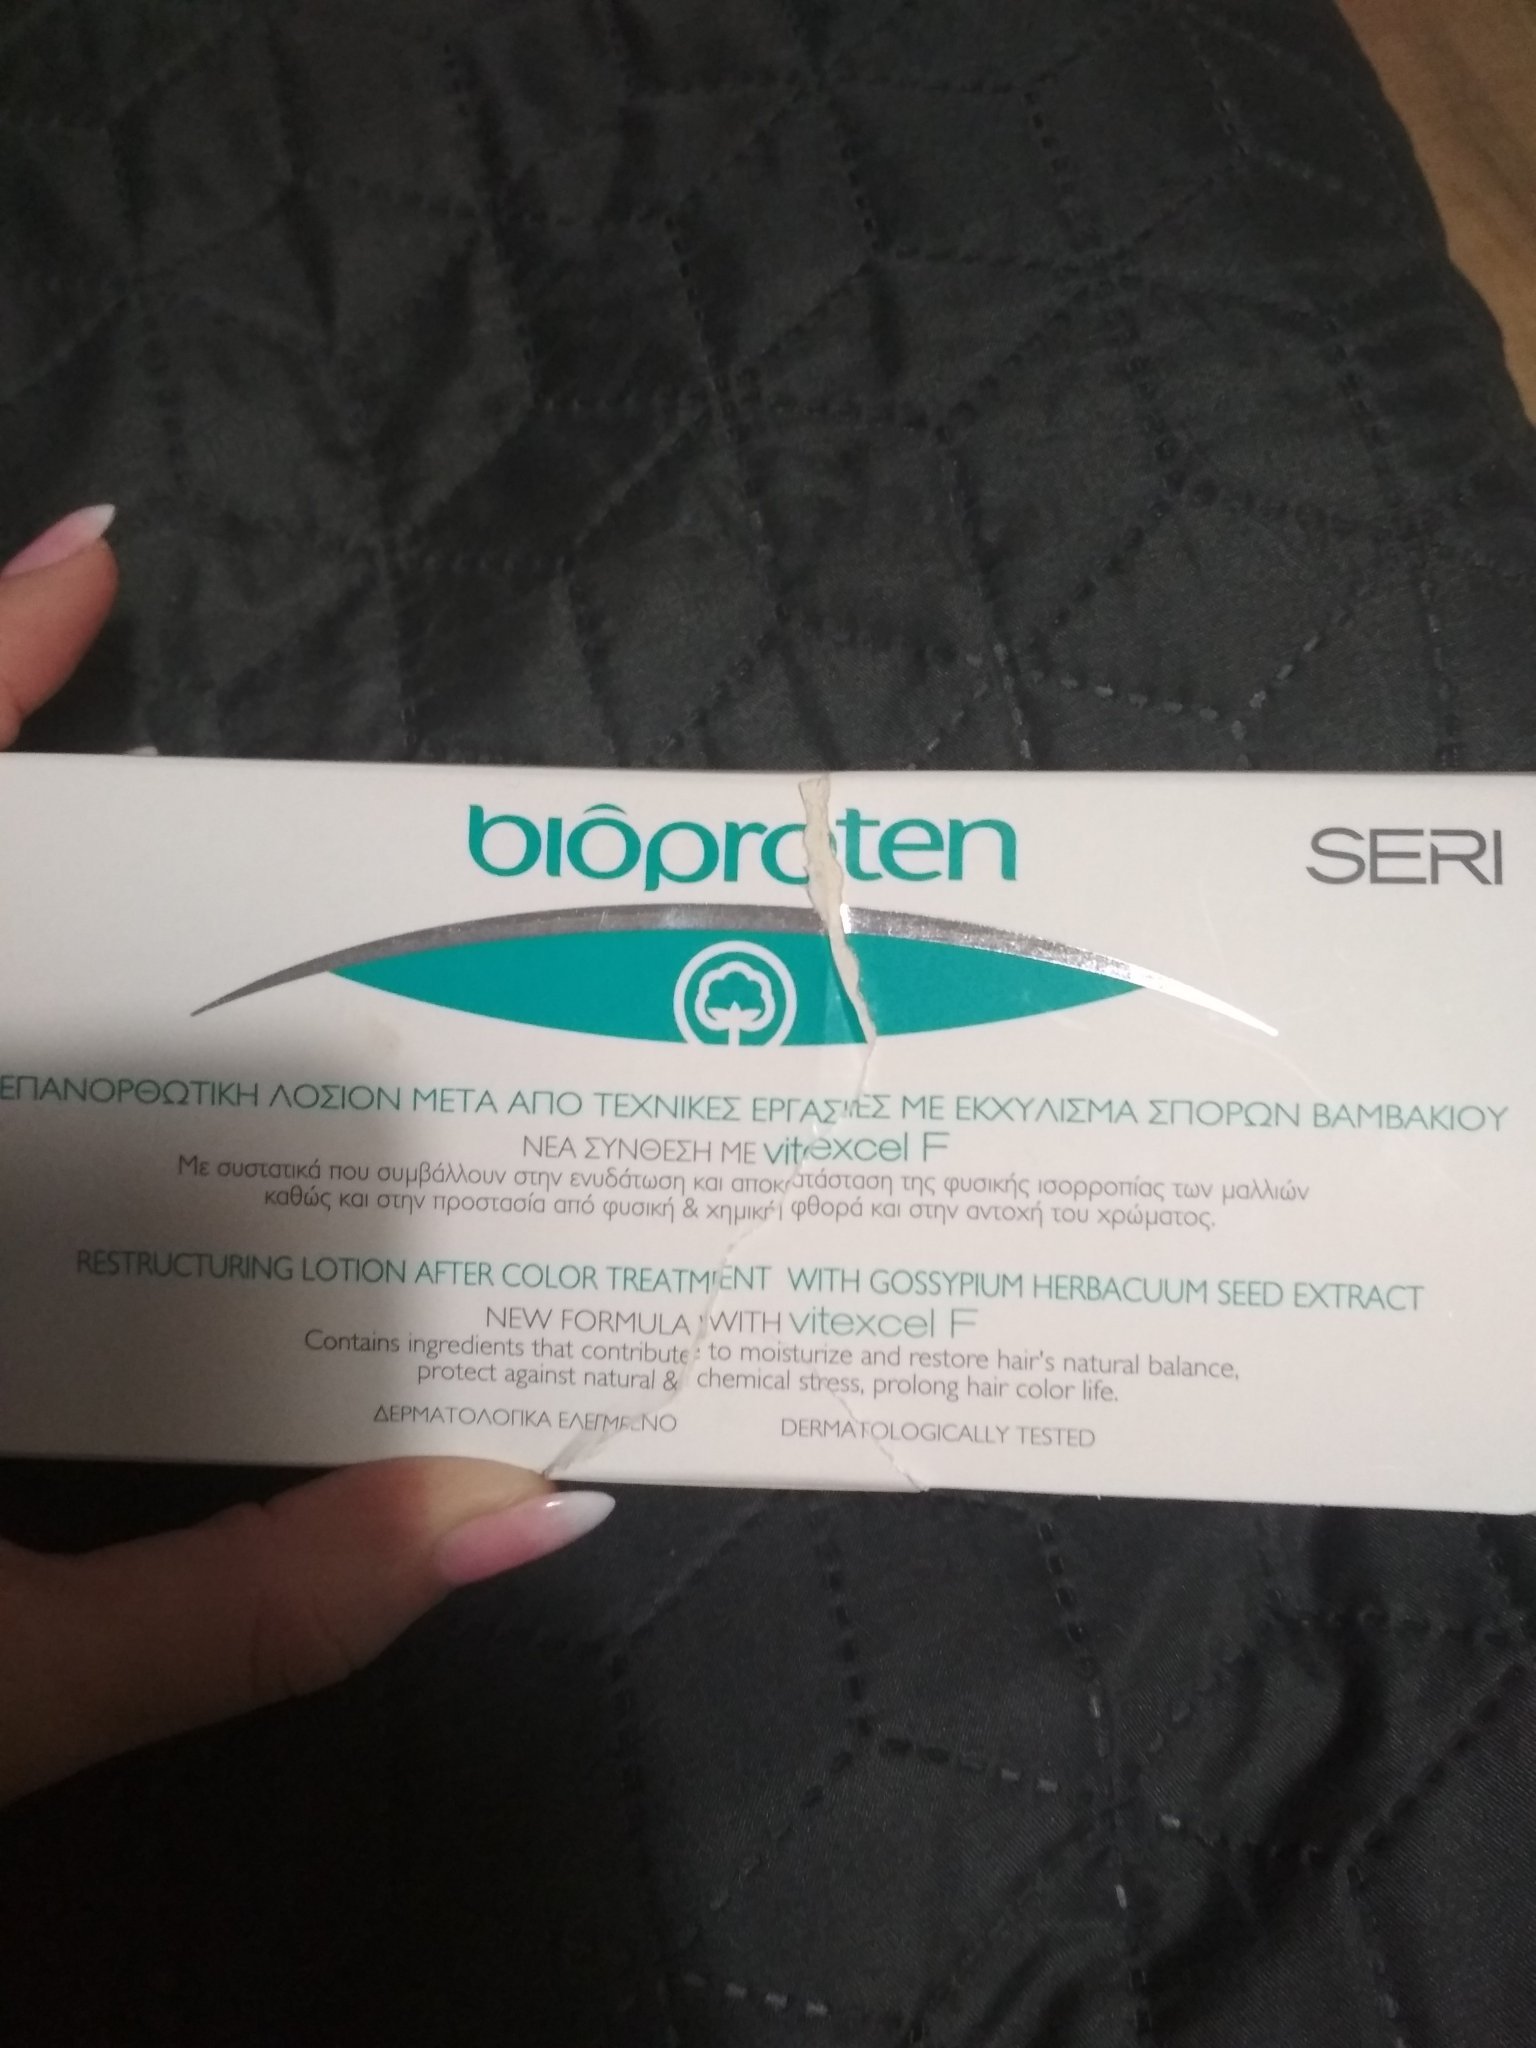 bioproten
SERI
ΕΠΑΝΟΡΘΩΤΙΚΗ ΛΟΣΙΟΝ ΜΕΤΑ ΑΠΟ ΤΕΧΝΙΚΕΣ ΕΡΓΑΣΙΕΣ ΜΕ ΕΚΧΥΛΙΣΜΑ ΣΠΟΡΩΝ ΒΑΜΒΑΚΙΟΥ
ΝΕΑ ΣΥΝΘΕΣΗ ΜΕ vitexcel F
Με συστατικά που συμβάλλουν στην ενυδάτωση και αποκατάσταση της φυσικής ισορροπίας των μαλλιών
καθώς και στην προστασία από φυσική & χημική φθορά και στην αντοχή του χρώματος.
RESTRUCTURING LOTION AFTER COLOR TREATMENT WITH GOSSYPIUM HERBACUUM SEED EXTRACT
NEW FORMULA WITH vitexcel F
Contains ingredients that contribute to moisturize and restore hair's natural balance,
protect against natural & chemical stress, prolong hair color life.
ΔΕΡΜΑΤΟΛΟΓΙΚΑ ΕΛΕΓΜΕΝΟ DERMATOLOGICALLY TESTED